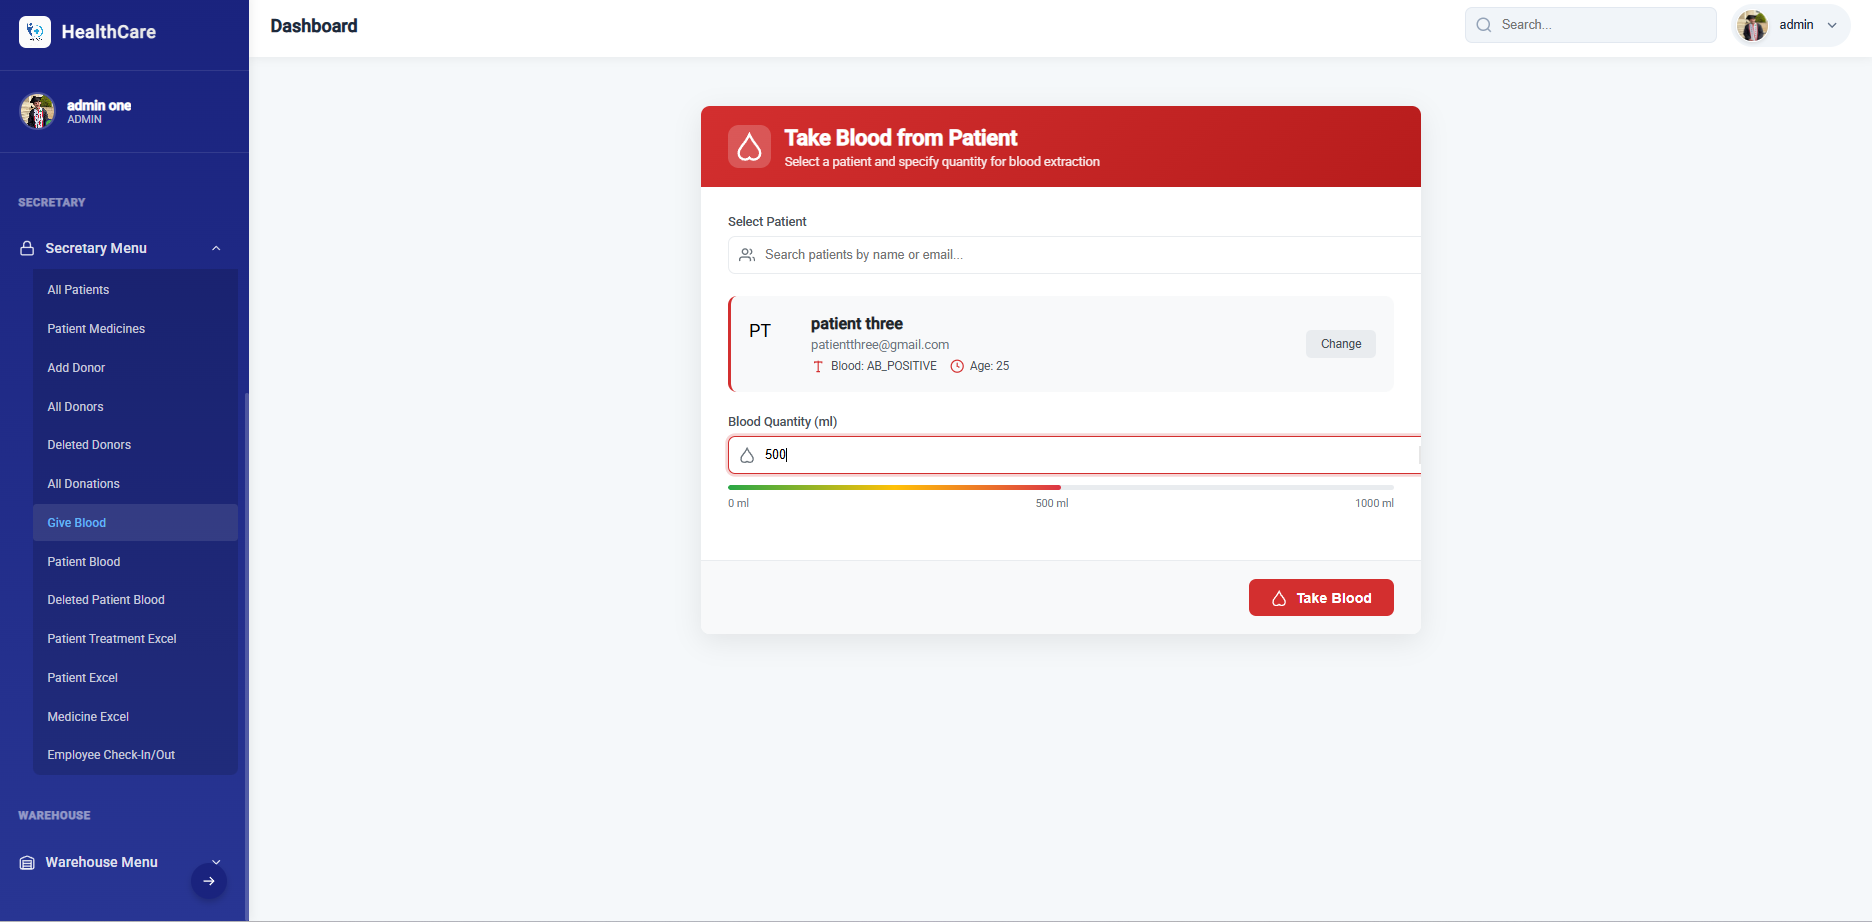 HealthCare
Dashboard
Search...
admin
admin one
ADMIN
SECRETARY
Secretary Menu
All Patients
Patient Medicines
Add Donor
All Donors
Deleted Donors
All Donations
Give Blood
Patient Blood
Deleted Patient Blood
Patient Treatment Excel
Patient Excel
Medicine Excel
Employee Check-In/Out
WAREHOUSE
Warehouse Menu
Take Blood from Patient
Select a patient and specify quantity for blood extraction
Select Patient
Search patients by name or email...
PT
patient three
patientthree@gmail.com
Blood: AB_POSITIVE Age: 25
Change
Blood Quantity (ml)
500
0 ml 500 ml 1000 ml
Take Blood